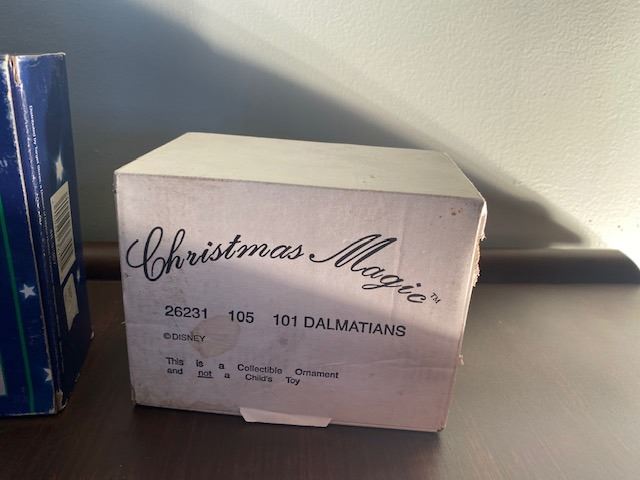 Christmas Magic™
26231 105 101 DALMATIANS
©DISNEY
This is a Collectible Ornament
and not a Child's Toy